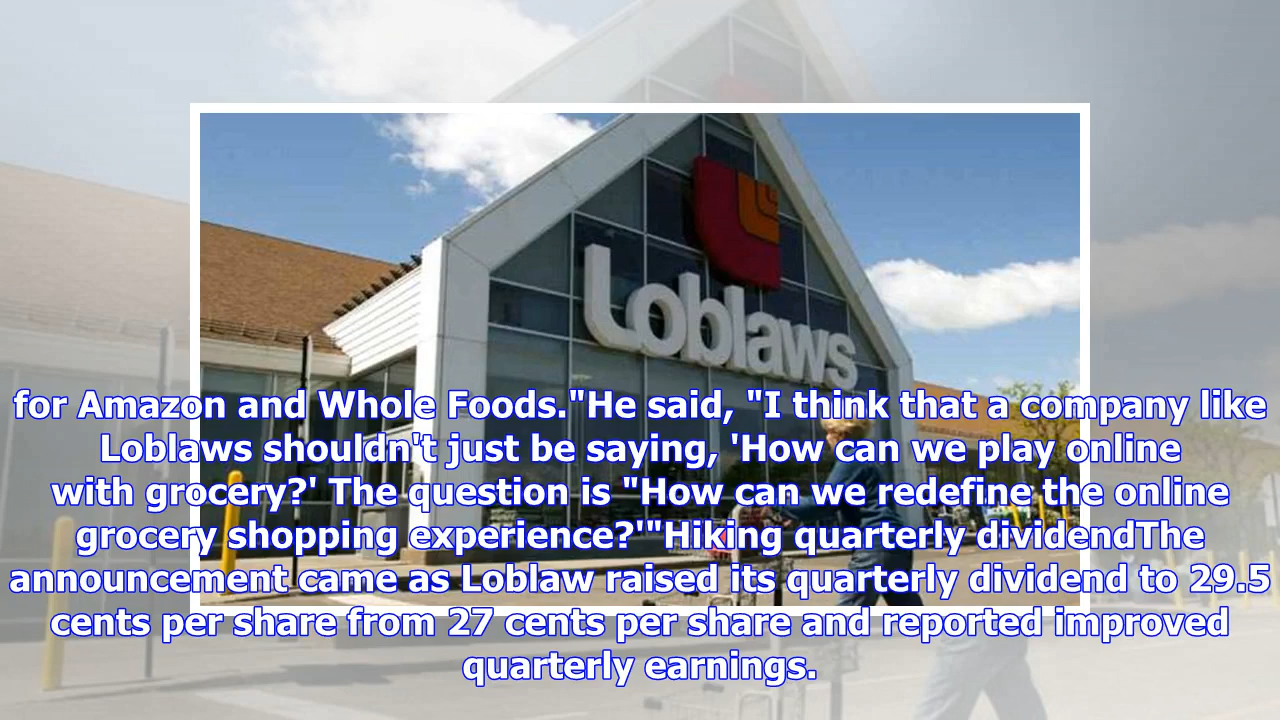 Loblaws
for Amazon and Whole Foods."He said, "I think that a company like
Loblaws shouldn't just be saying, 'How can we play online
with grocery?' The question is "How can we redefine the online
grocery shopping experience?'"Hiking quarterly dividendThe
announcement came as Loblaw raised its quarterly dividend to 29.5
cents per share from 27 cents per share and reported improved
quarterly earnings.